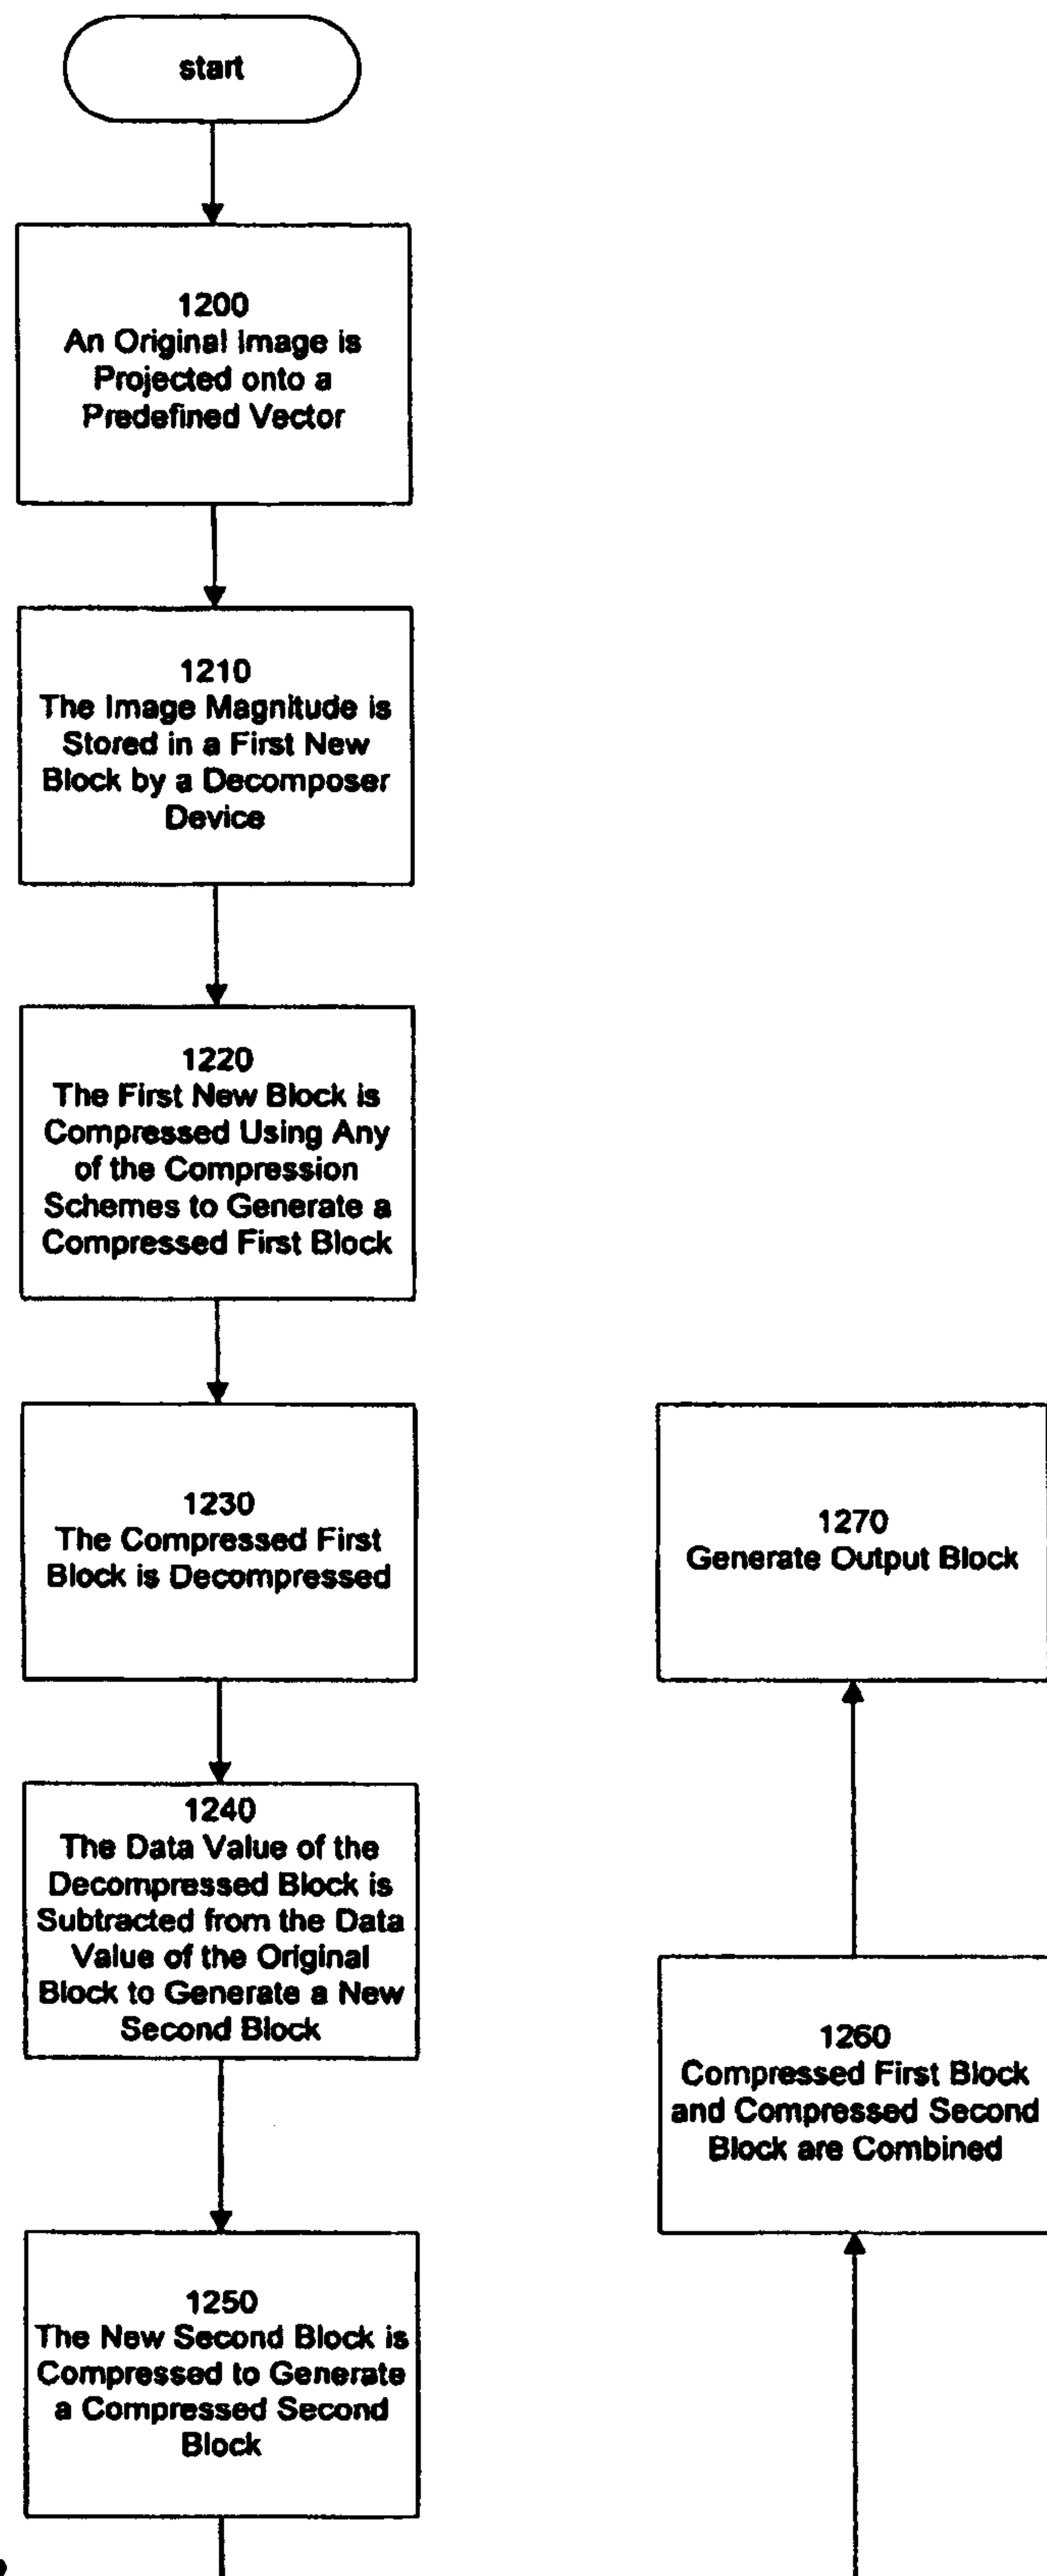 start
1200
An Original Image is
Projected onto a
Predefined Vector
1210
The Image Magnitude is
Stored in a First New
Block by a Decomposer
Device
1220
The First New Block is
Compressed Using Any
of the Compression
Schemes to Generate a
Compressed First Block
1230
The Compressed First
Block is Decompressed
1240
The Data Value of the
Decompressed Block is
Subtracted from the Data
Value of the Original
Block to Generate a New
Second Block
1250
The New Second Block is
Compressed to Generate
a Compressed Second
Block
1260
Compressed First Block
and Compressed Second
Block are Combined
1270
Generate Output Block